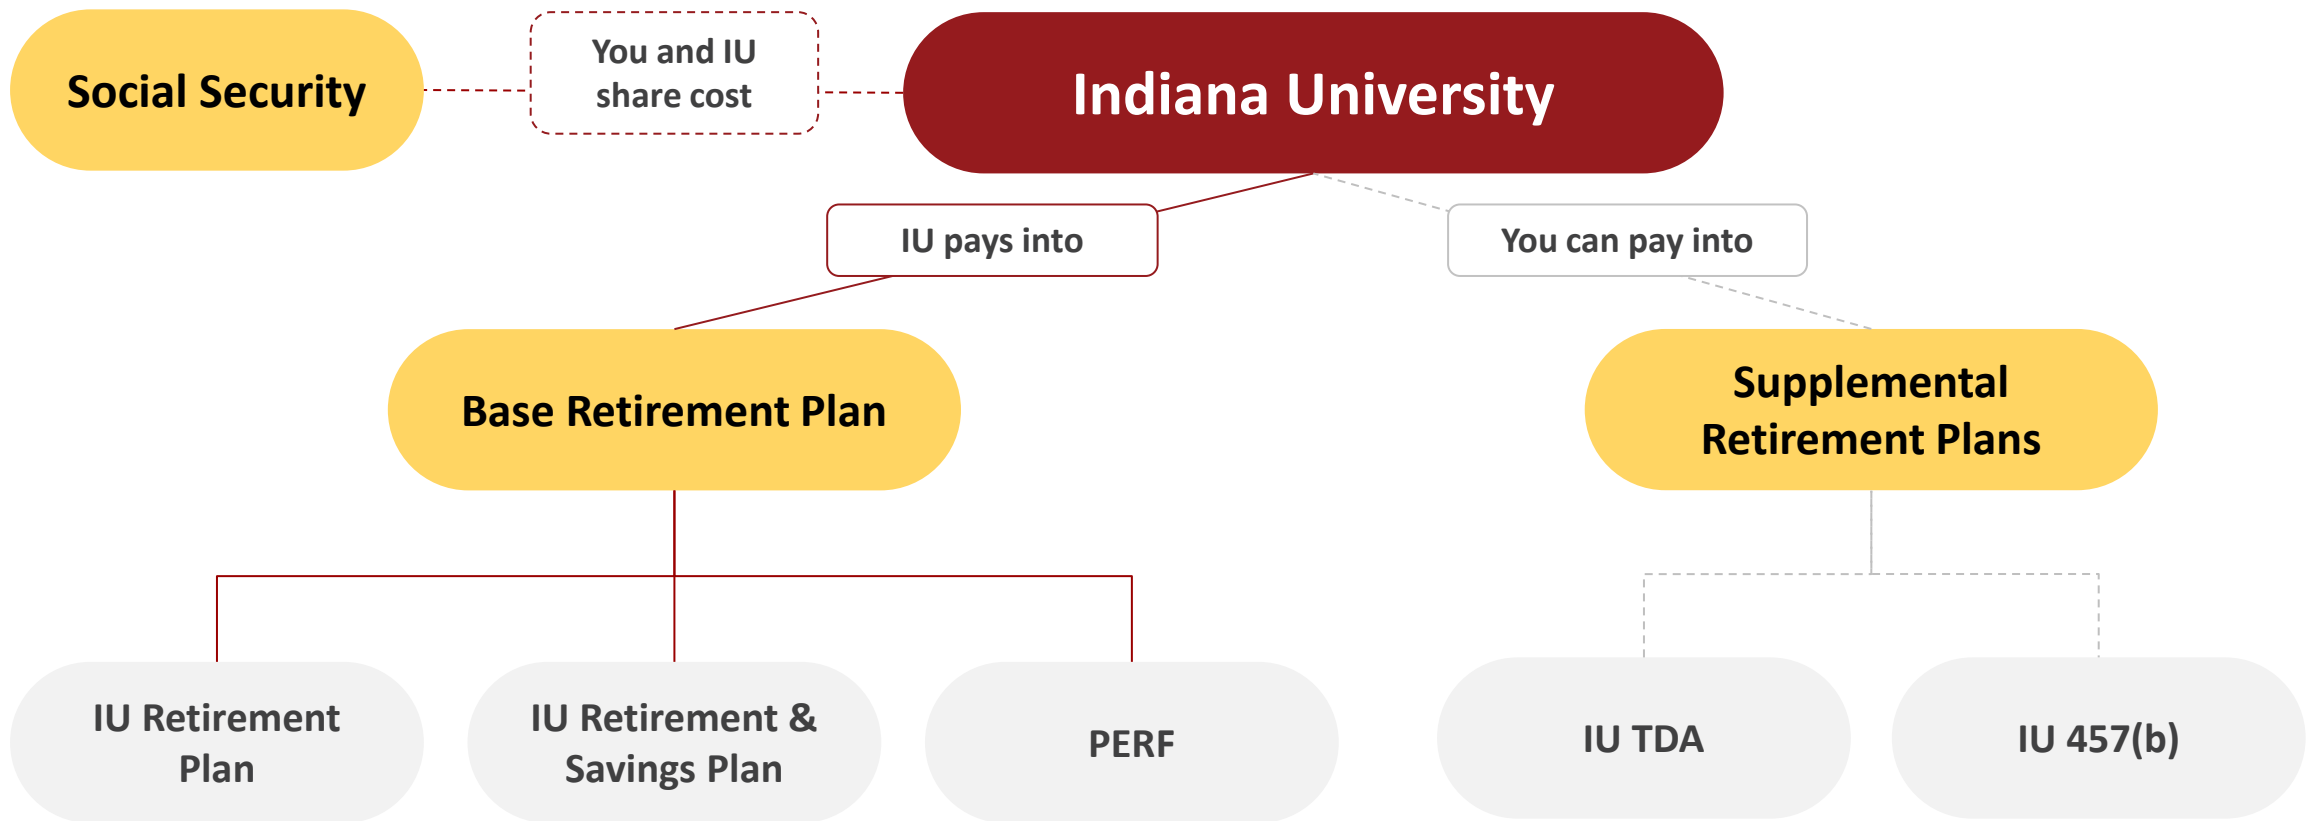 Social Security
You and IU
share cost
Indiana University
IU pays into
You can pay into
Base Retirement Plan
Supplemental
Retirement Plans
IU Retirement
Plan
IU Retirement &
Savings Plan
PERF
IU TDA
IU 457(b)